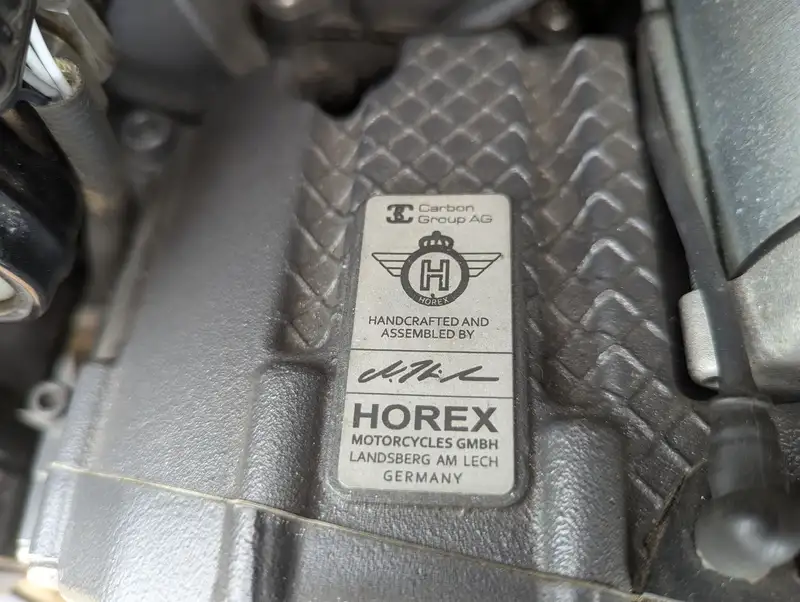 Carbon
Group AG
H
HOREX
HANDCRAFTED AND
ASSEMBLED BY
HOREX
MOTORCYCLES GMBH
LANDSBERG AM LECH
GERMANY